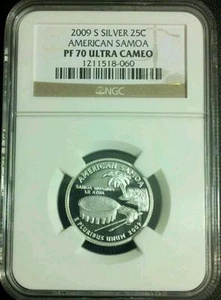 2009 S SILVER 25C
AMERICAN SAMOA
PF 70 ULTRA CAMEO
1211518-060
NGC
AMERICAN SAMOA
SAMOA MUAMUA
LE ATUA
2009 E PLURIBUS UNUM